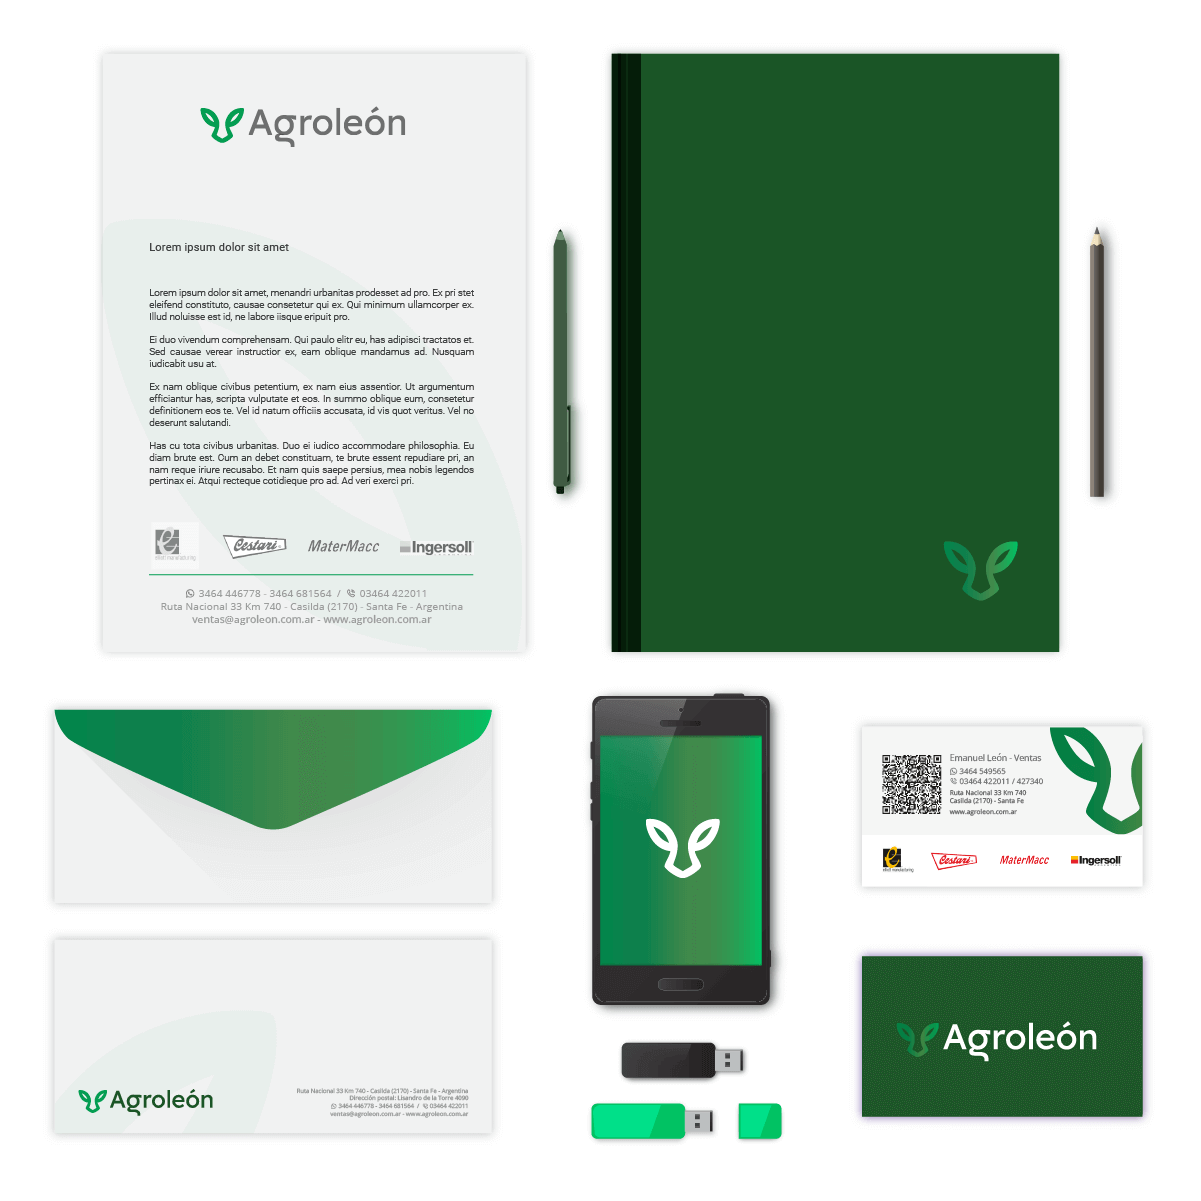 Agroleón
Lorem ipsum dolor sit amet
Lorem ipsum dolor sit amet, menandri urbanitas prodesset ad pro. Ex pri stet
eleifend constituto, causae consetetur qui ex. Qui minimum ullamcorper ex.
Illud noluisse est id, ne labore iisque eripuit pro.
Ei duo vivendum comprehensam. Qui paulo elitr eu, has adipisci tractatos et.
Sed causae verear instructior ex, eam oblique mandamus ad. Nusquam
iudicabit usu at.
Ex nam oblique civibus petentium, ex nam eius assentior. Ut argumentum
efficiantur has, scripta vulputate et eos. In summo oblique eum, consetetur
definitionem eos te. Vel id natum officiis accusata, id vis quot veritus. Vel no
deserunt salutandi.
Has cu tota civibus urbanitas. Duo ei iudico accommodare philosophia. Eu
diam brute est. Cum an debet constituam, te brute essent repudiare pri, an
nam reque iriure recusabo. Et nam quis saepe persius, mea nobis legendos
pertinax ei. Atqui recteque cotidieque pro ad. Ad veri exerci pri.
Cestari MaterMacc Ingersoll
3464 446778 - 3464 681564 / 03464 422011
Ruta Nacional 33 Km 740 - Casilda (2170) - Santa Fe - Argentina
ventas@agroleon.com.ar - www.agroleon.com.ar
Emanuel León - Ventas
3464 549565
03464 422011 / 427340
Ruta Nacional 33 Km 740
Casilda (2170) - Santa Fe
www.agroleon.com.ar
Cestari MaterMacc Ingersoll
Agroleón
Ruta Nacional 33 Km 740 - Casilda (2170) - Santa Fe - Argentina
Dirección postal: Lisandro de la Torre 4090
3464 446778 - 3464 681564 / 03464 422011
ventas@agroleon.com.ar - www.agroleon.com.ar
Agroleón